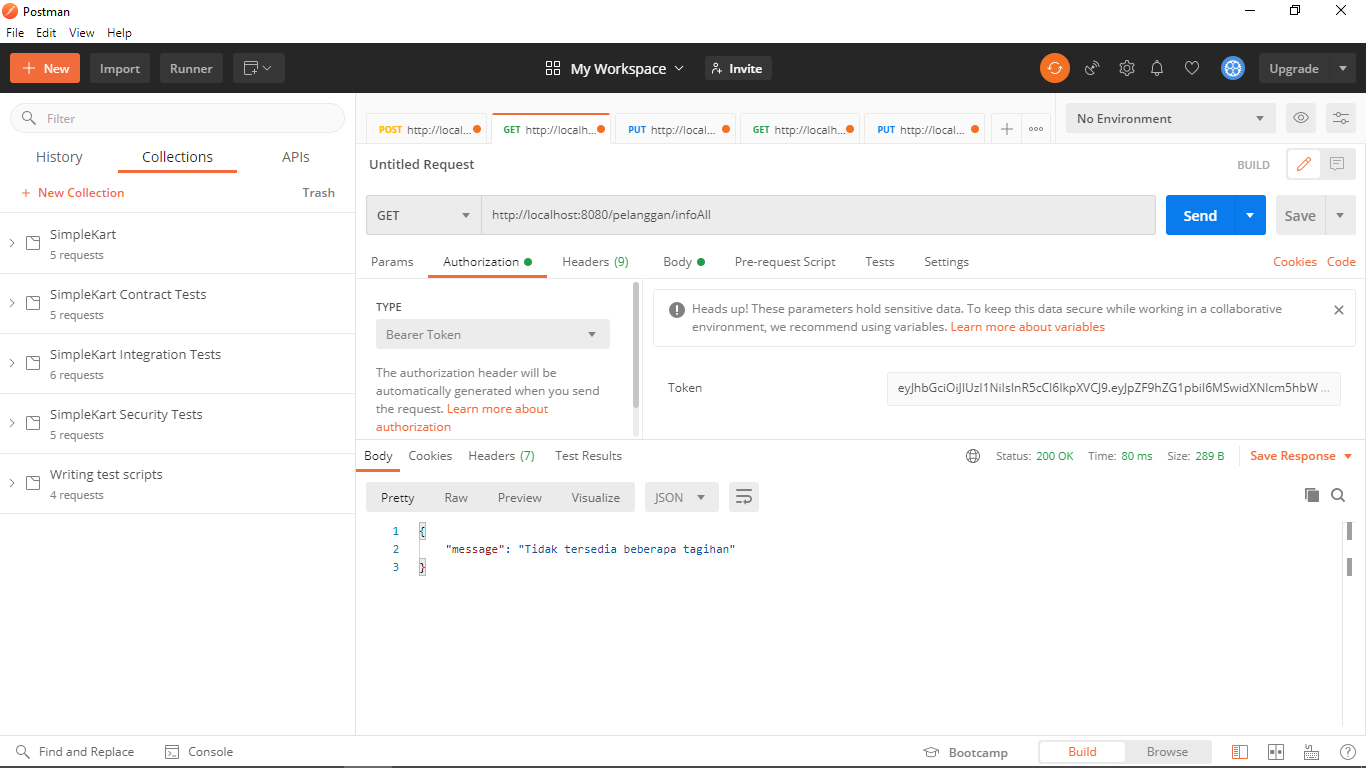 Postman
File Edit View Help
New Import Runner My Workspace Invite Upgrade
Filter
History Collections APIs
+ New Collection Trash
SimpleKart
5 requests
SimpleKart Contract Tests
5 requests
SimpleKart Integration Tests
6 requests
SimpleKart Security Tests
5 requests
Writing test scripts
4 requests
POST http://local... GET http://localh... PUT http://local... GET http://localh... PUT http://local... No Environment
Untitled Request BUILD
GET http://localhost:8080/pelanggan/infoAll Send Save
Params Authorization Headers (9) Body Pre-request Script Tests Settings Cookies Code
TYPE
Bearer Token
The authorization header will be
automatically generated when you send
the request. Learn more about
authorization
Heads up! These parameters hold sensitive data. To keep this data secure while working in a collaborative
environment, we recommend using variables. Learn more about variables
Token eyJhbGciOiJIUzI1NiIsInR5cCI6IkpXVCJ9.eyJpZF9hZG1pbiI6MSwidXNlcm5hbW ...
Body Cookies Headers (7) Test Results Status: 200 OK Time: 80 ms Size: 289 B Save Response
Pretty Raw Preview Visualize JSON
1 {
2 "message": "Tidak tersedia beberapa tagihan"
3 }
Find and Replace Console Bootcamp Build Browse